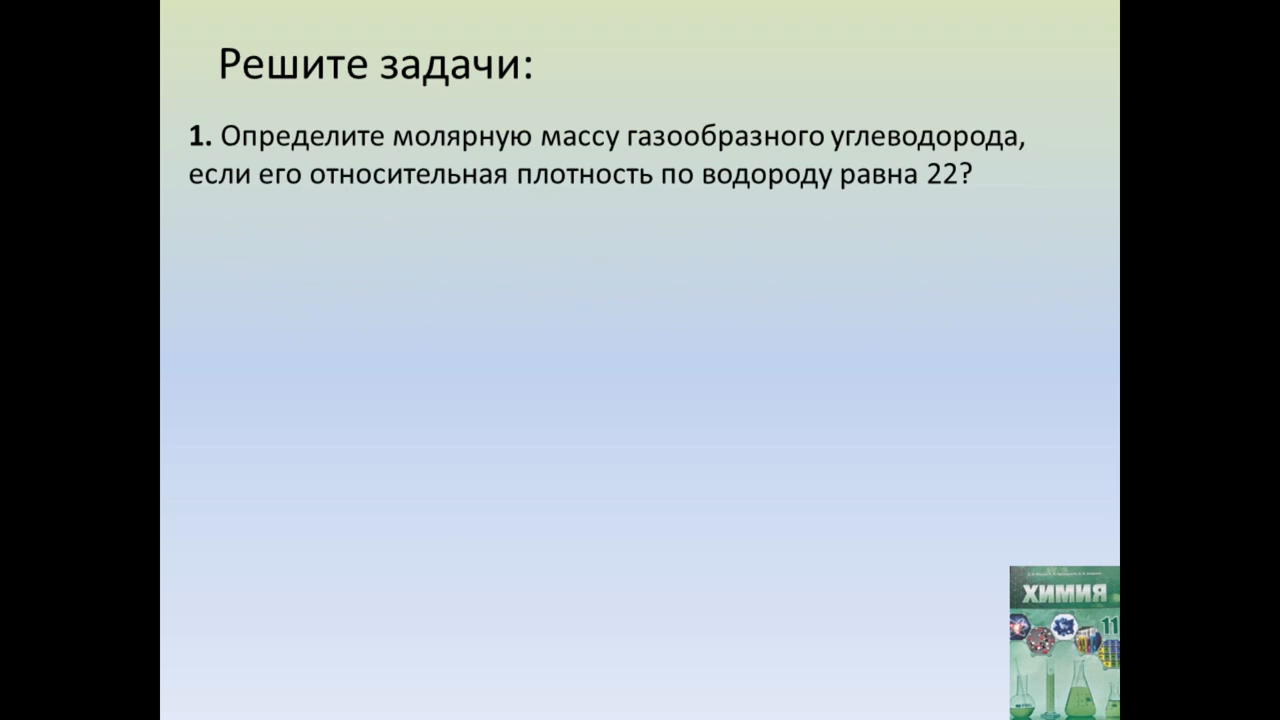 Решите задачи:
1. Определите молярную массу газообразного углеводорода,
если его относительная плотность по водороду равна 22?
ХИМИЯ
11